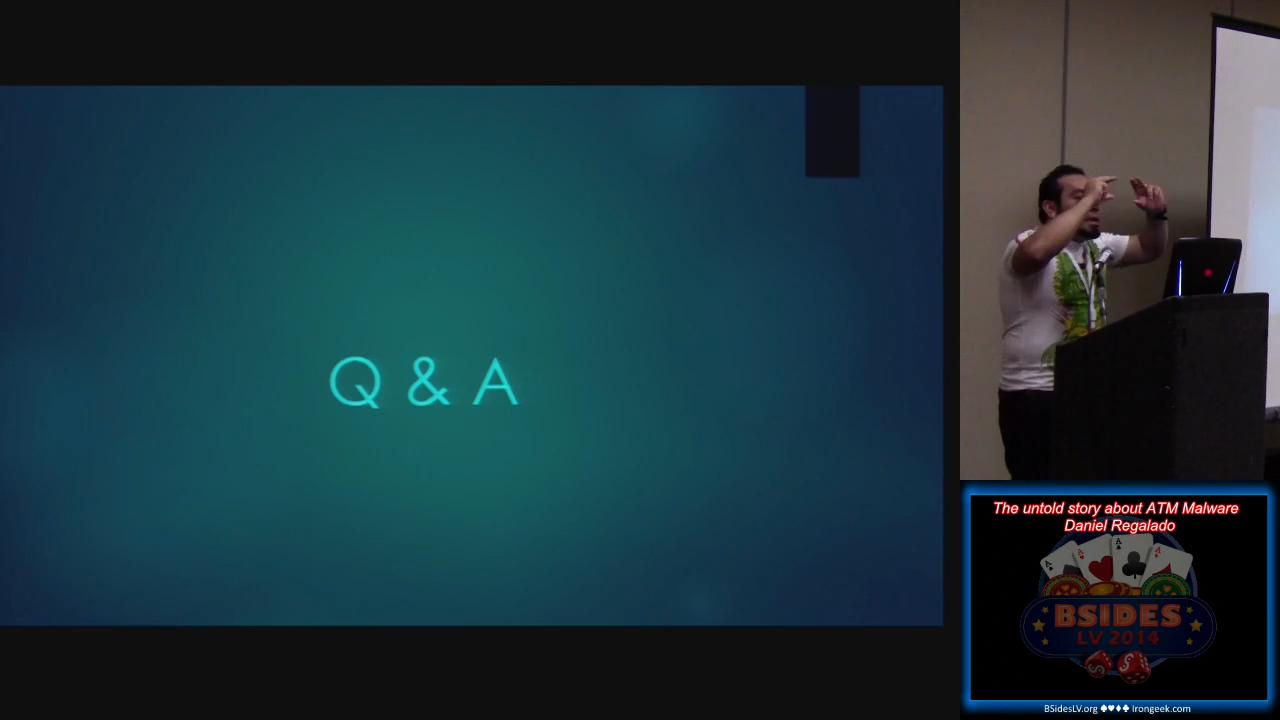 Q & A
The untold story about ATM Malware
Daniel Regalado
BSIDES
LV 2014
BSidesLV.org ♠♥♦♣ Irongeek.com